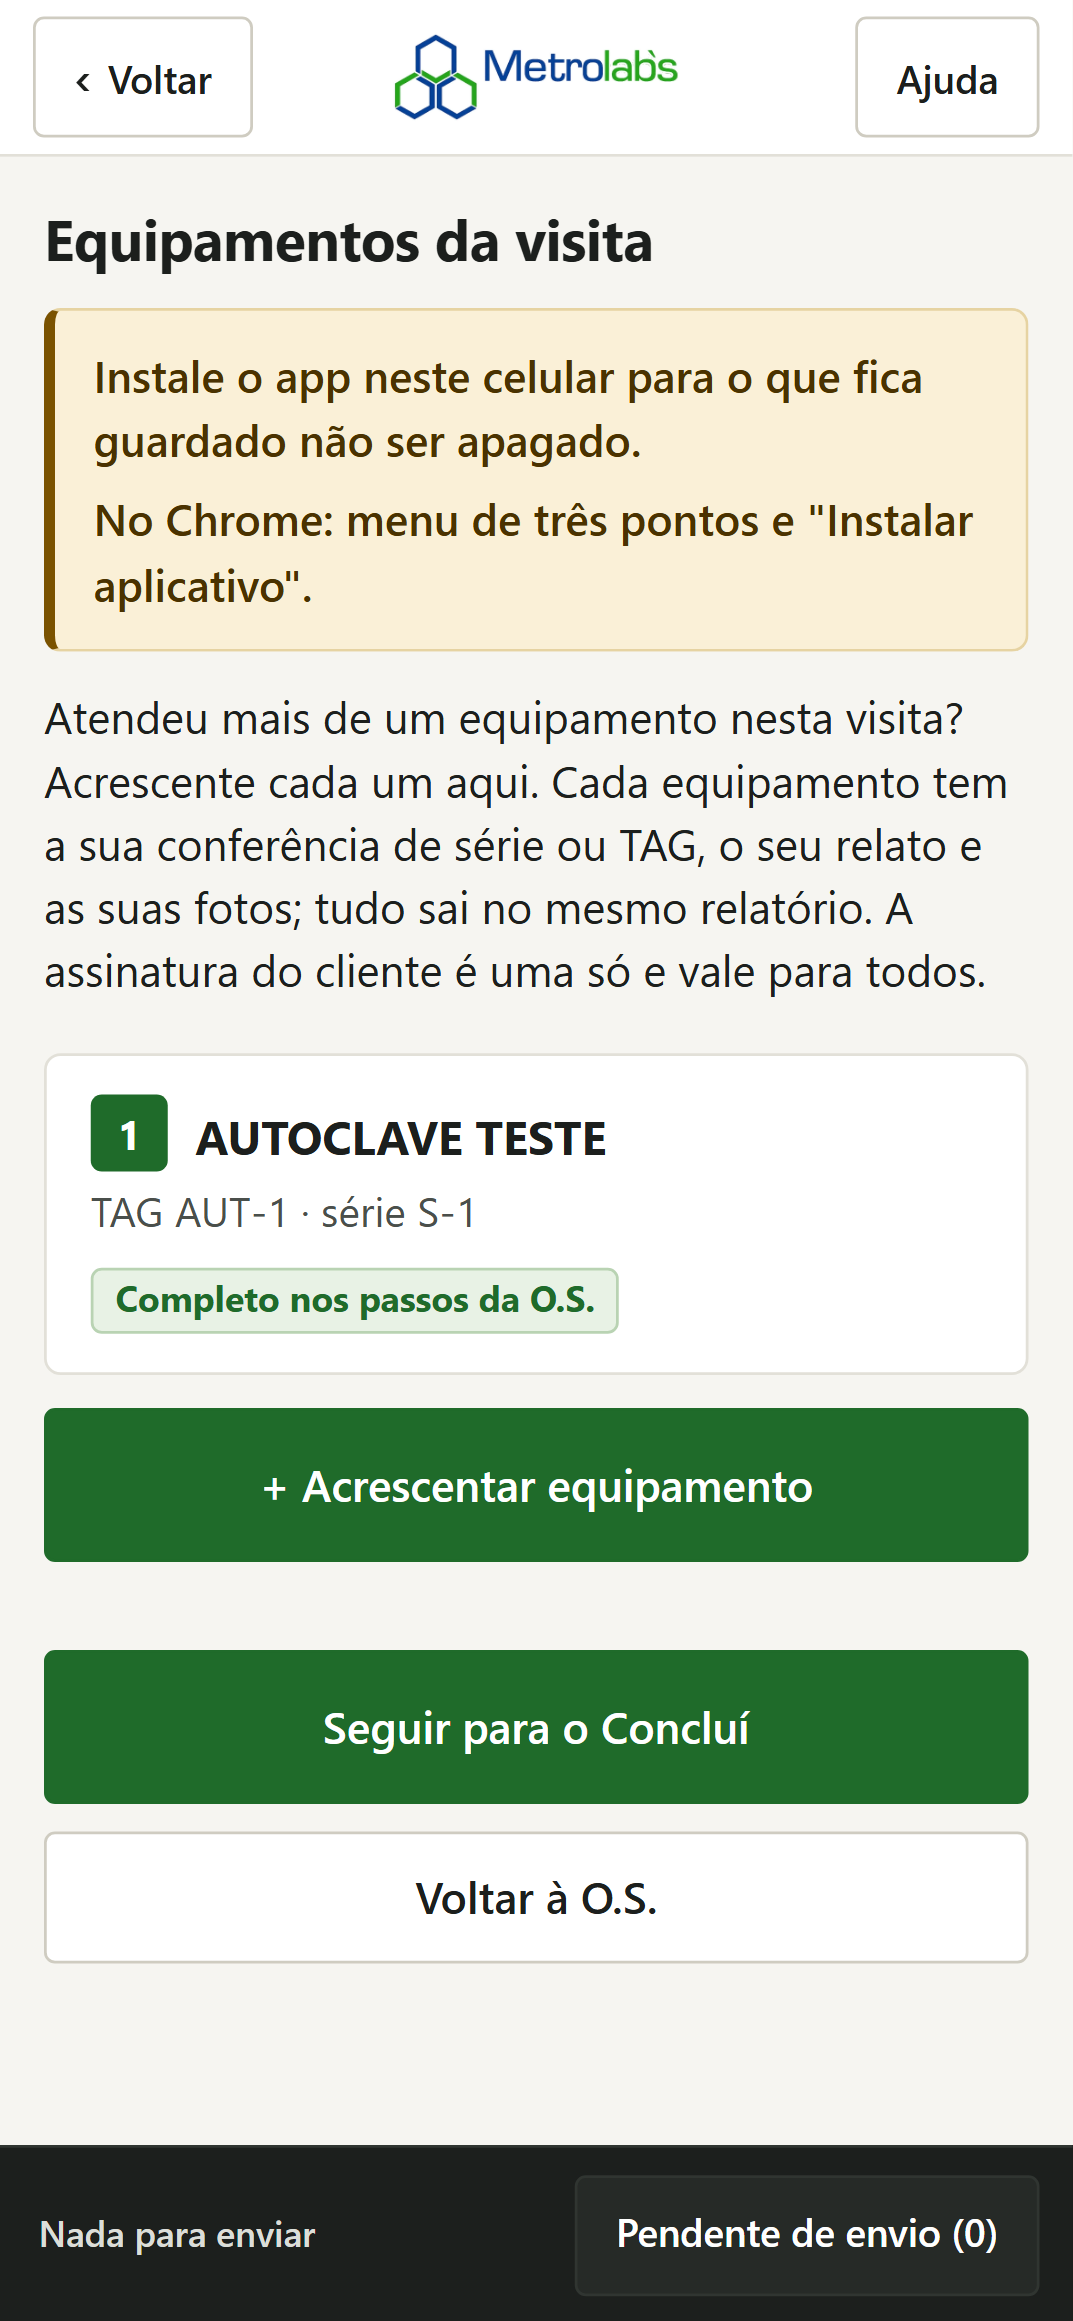 ‹ Voltar
Metrolab's
Ajuda
Equipamentos da visita
Instale o app neste celular para o que fica
guardado não ser apagado.
No Chrome: menu de três pontos e "Instalar
aplicativo".
Atendeu mais de um equipamento nesta visita?
Acrescente cada um aqui. Cada equipamento tem
a sua conferência de série ou TAG, o seu relato e
as suas fotos; tudo sai no mesmo relatório. A
assinatura do cliente é uma só e vale para todos.
1 AUTOCLAVE TESTE
TAG AUT-1 · série S-1
Completo nos passos da O.S.
+ Acrescentar equipamento
Seguir para o Concluí
Voltar à O.S.
Nada para enviar
Pendente de envio (0)